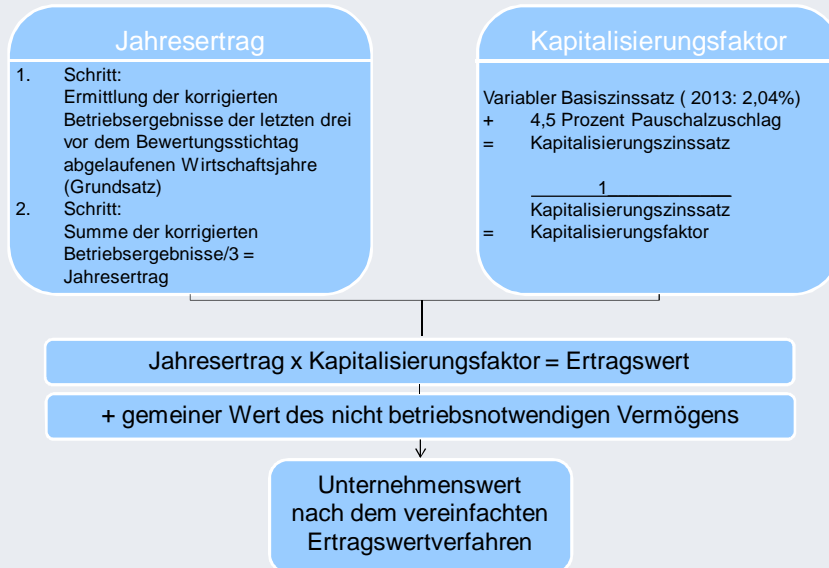 Jahresertrag
1. Schritt:
Ermittlung der korrigierten
Betriebsergebnisse der letzten drei
vor dem Bewertungsstichtag
abgelaufenen Wirtschaftsjahre
(Grundsatz)
2. Schritt:
Summe der korrigierten
Betriebsergebnisse/3 =
Jahresertrag
Kapitalisierungsfaktor
Variabler Basiszinssatz ( 2013: 2,04%)
+ 4,5 Prozent Pauschalzuschlag
= Kapitalisierungszinssatz
1
Kapitalisierungszinssatz
= Kapitalisierungsfaktor
Jahresertrag x Kapitalisierungsfaktor = Ertragswert
+ gemeiner Wert des nicht betriebsnotwendigen Vermögens
Unternehmenswert
nach dem vereinfachten
Ertragswertverfahren